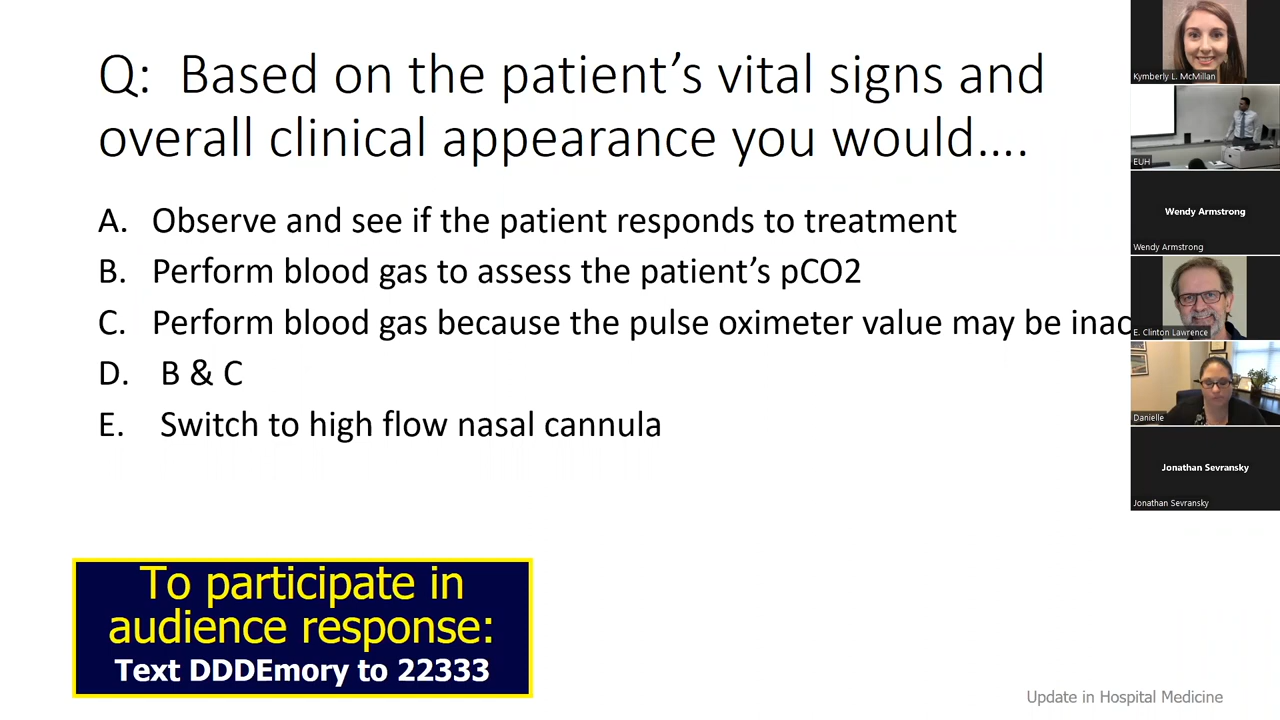 Q: Based on the patient’s vital signs and
overall clinical appearance you would….
A. Observe and see if the patient responds to treatment
B. Perform blood gas to assess the patient’s pCO2
C. Perform blood gas because the pulse oximeter value may be inac
D. B & C
E. Switch to high flow nasal cannula
To participate in
audience response:
Text DDDEmory to 22333
Update in Hospital Medicine
Kymberly L. McMillan
EUH
Wendy Armstrong
Wendy Armstrong
E. Clinton Lawrence
Danielle
Jonathan Sevransky
Jonathan Sevransky